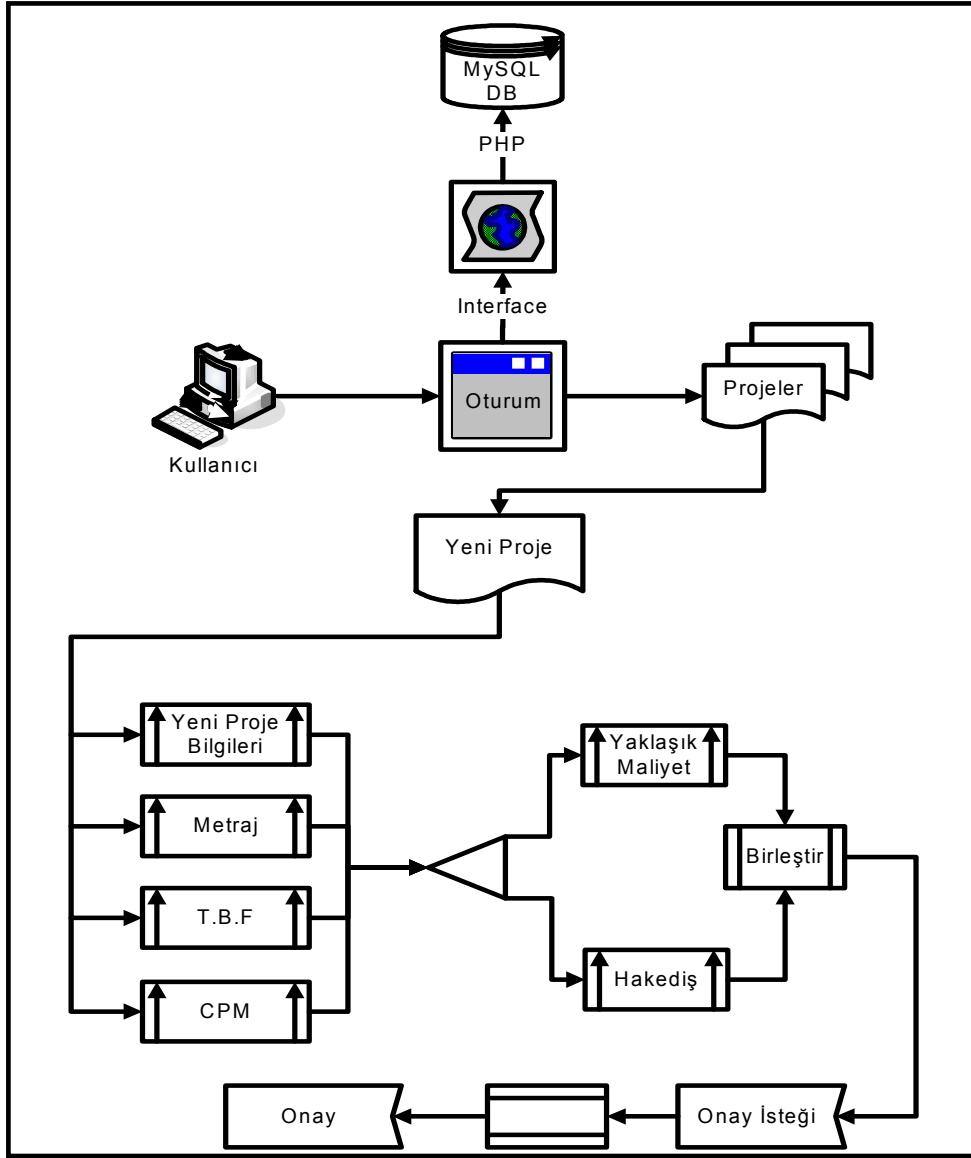 MySQL
DB
PHP
Interface
Oturum
Projeler
Kullanıcı
Yeni Proje
Yeni Proje
Bilgileri
Yaklaşık
Maliyet
Metraj
Birleştir
T.B.F
Hakediş
CPM
Onay
Onay İsteği